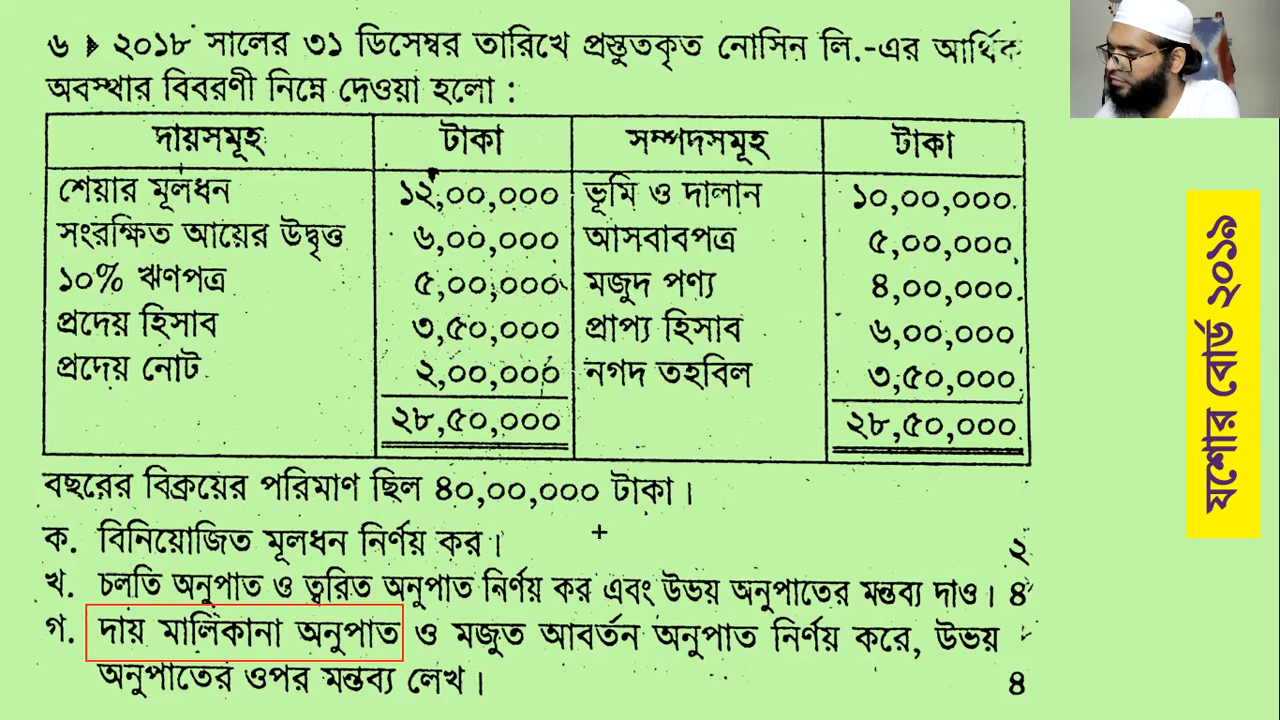 ৬ ▶ ২০১৮ সালের ৩১ ডিসেম্বর তারিখে প্রস্তুতকৃত নোসিন লি.-এর আর্থিক
অবস্থার বিবরণী নিম্নে দেওয়া হলো :
দায়সমূহ টাকা সম্পদসমূহ টাকা
শেয়ার মূলধন ১২,০০,০০০ ভূমি ও দালান ১০,০০,০০০
সংরক্ষিত আয়ের উদ্বৃত্ত ৬,০০,০০০ আসবাবপত্র ৫,০০,০০০
১০% ঋণপত্র ৫,০০,০০০ মজুদ পণ্য ৪,০০,০০০
প্রদেয় হিসাব ৩,৫০,০০০ প্রাপ্য হিসাব ৬,০০,০০০
প্রদেয় নোট ২,০০,০০০ নগদ তহবিল ৩,৫০,০০০
২৮,৫০,০০০ ২৮,৫০,০০০
বছরের বিক্রয়ের পরিমাণ ছিল ৪০,০০,০০০ টাকা।
ক. বিনিয়োজিত মূলধন নির্ণয় কর। ২
খ. চলতি অনুপাত ও ত্বরিত অনুপাত নির্ণয় কর এবং উভয় অনুপাতের মন্তব্য দাও। ৪
গ. দায় মালিকানা অনুপাত ও মজুত আবর্তন অনুপাত নির্ণয় করে, উভয়
অনুপাতের ওপর মন্তব্য লেখ। ৪
যশোর বোর্ড ২০১৯